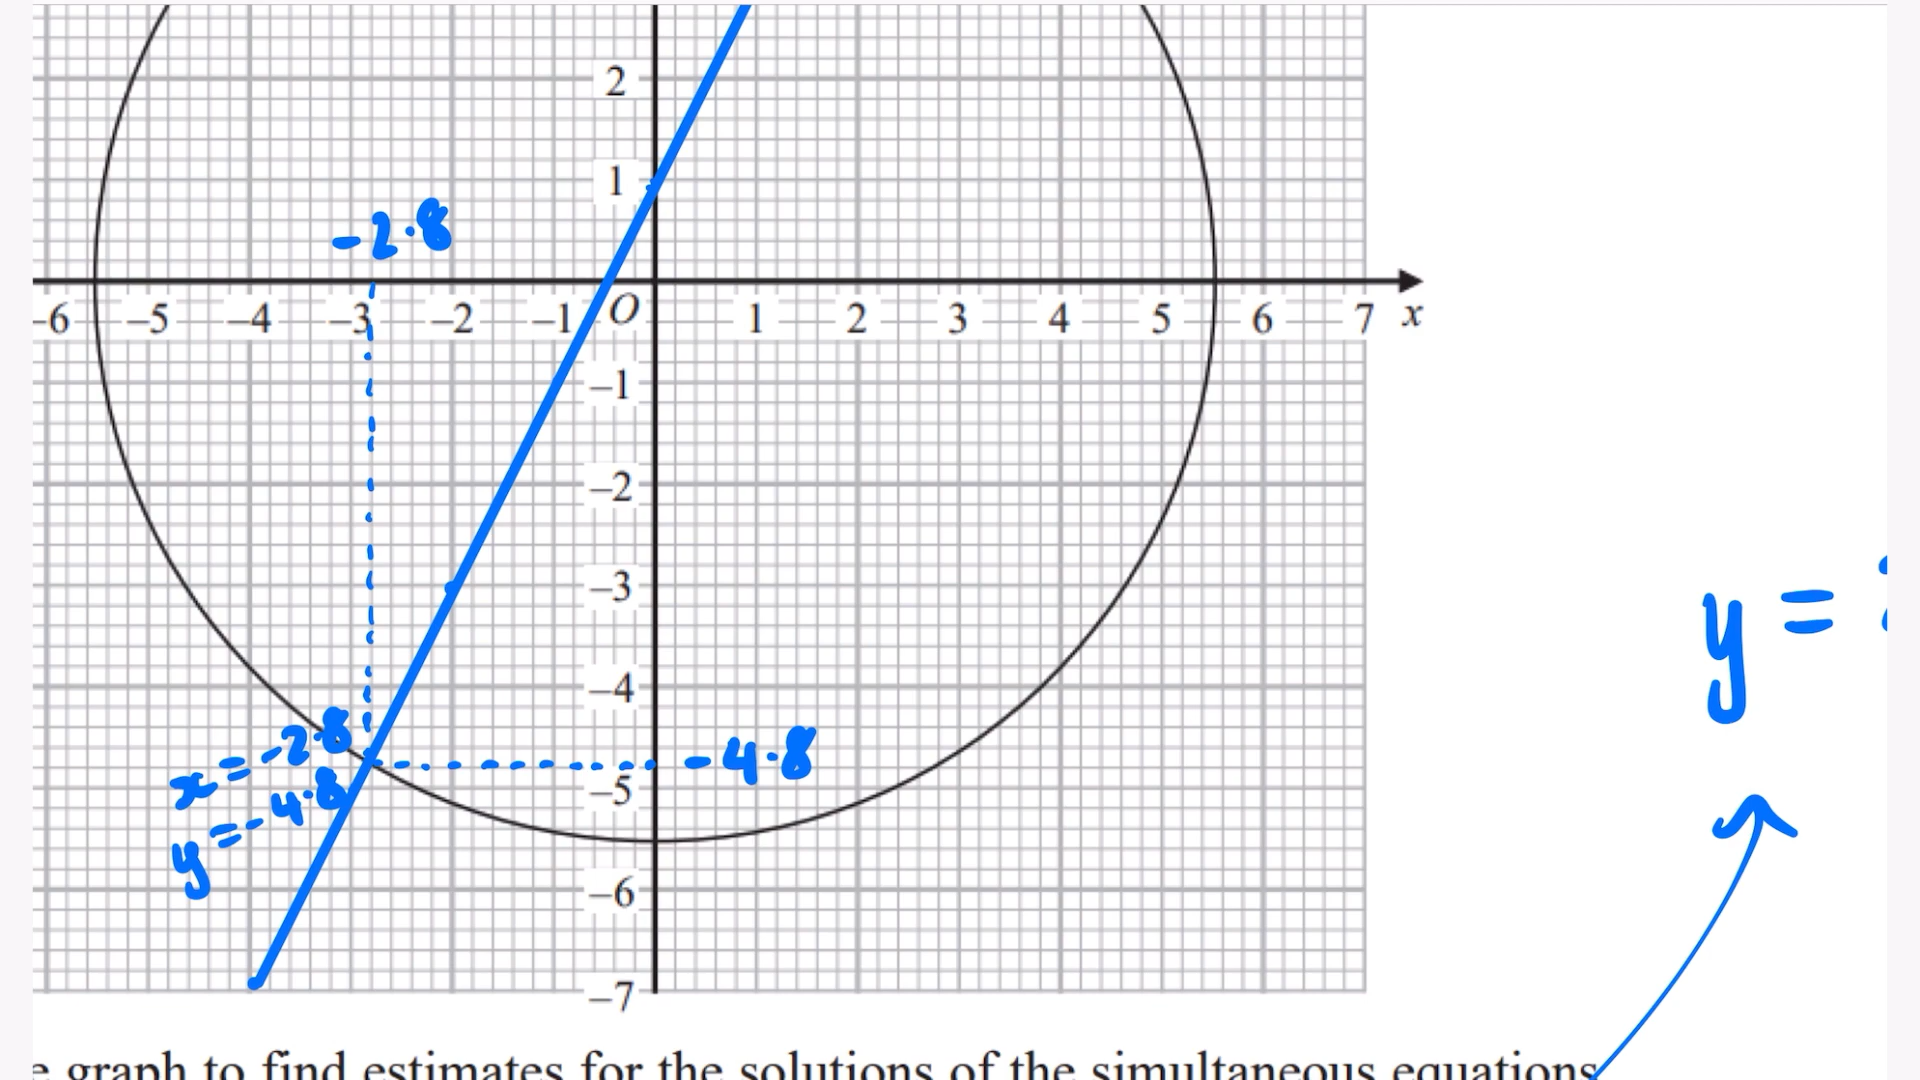 2
1
-2.8
–6 –5 –4 –3 –2 –1 O 1 2 3 4 5 6 7 x
–1
–2
–3
y =
–4
x = -2.8
-4.8
y = -4.8
–5
–6
–7
graph to find estimates for the solutions of the simultaneous equations